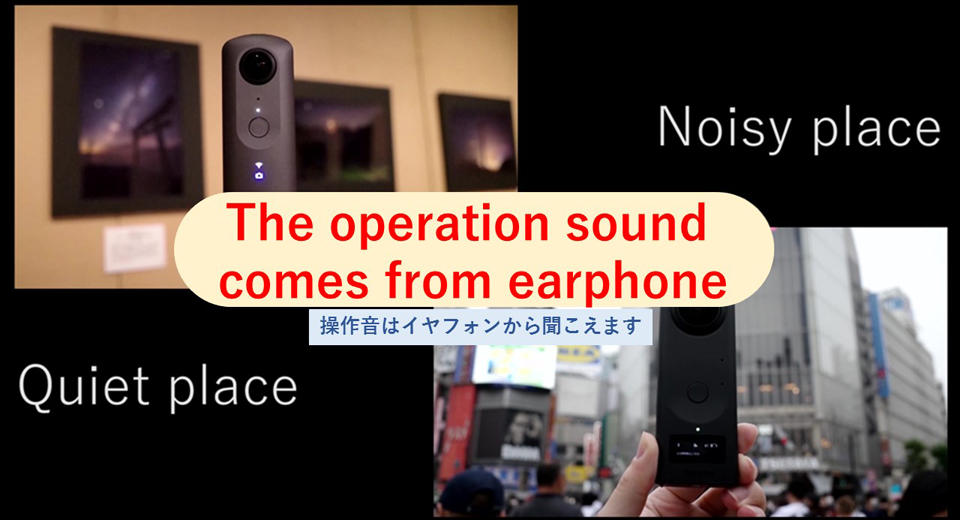 Noisy place
The operation sound
comes from earphone
操作音はイヤフォンから聞こえます
Quiet place